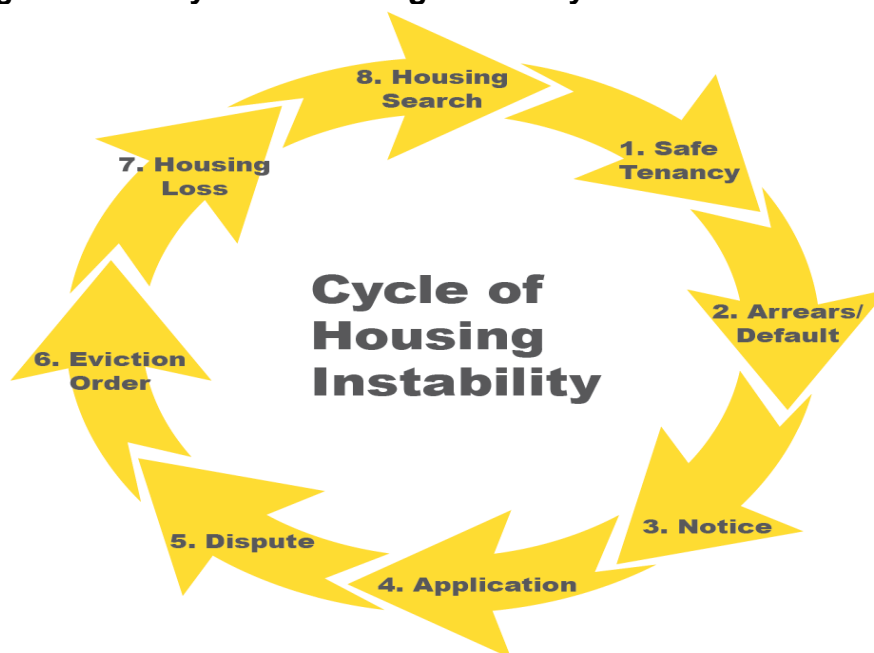 8. Housing
Search
1. Safe
Tenancy
2. Arrears/
Default
3. Notice
4. Application
5. Dispute
6. Eviction
Order
7. Housing
Loss
Cycle of
Housing
Instability